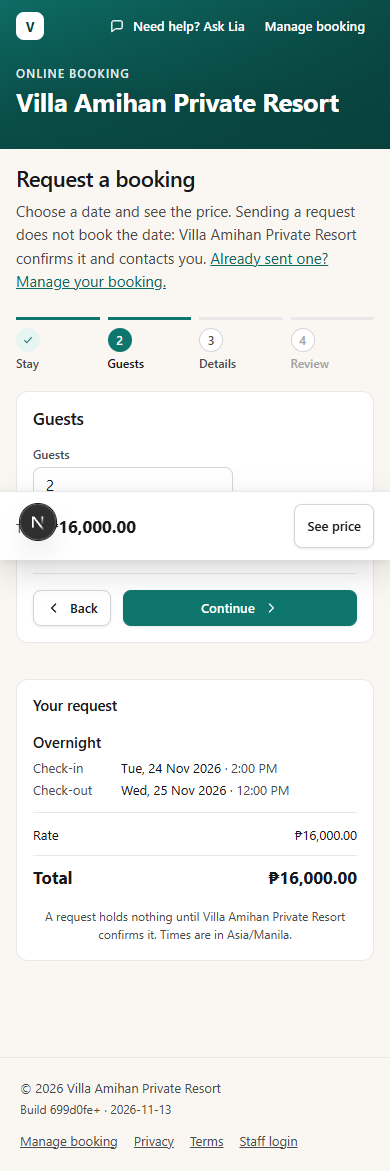 V
Need help? Ask Lia
Manage booking
ONLINE BOOKING
Villa Amihan Private Resort
Request a booking
Choose a date and see the price. Sending a request
does not book the date: Villa Amihan Private Resort
confirms it and contacts you. Already sent one?
Manage your booking.
2
3
4
Stay
Guests
Details
Review
Guests
Guests
2
N
16,000.00
See price
Back
Continue
Your request
Overnight
Check-in
Tue, 24 Nov 2026 · 2:00 PM
Check-out
Wed, 25 Nov 2026 · 12:00 PM
Rate
₱16,000.00
Total
₱16,000.00
A request holds nothing until Villa Amihan Private Resort
confirms it. Times are in Asia/Manila.
© 2026 Villa Amihan Private Resort
Build 699d0fe+ · 2026-11-13
Manage booking
Privacy
Terms
Staff login